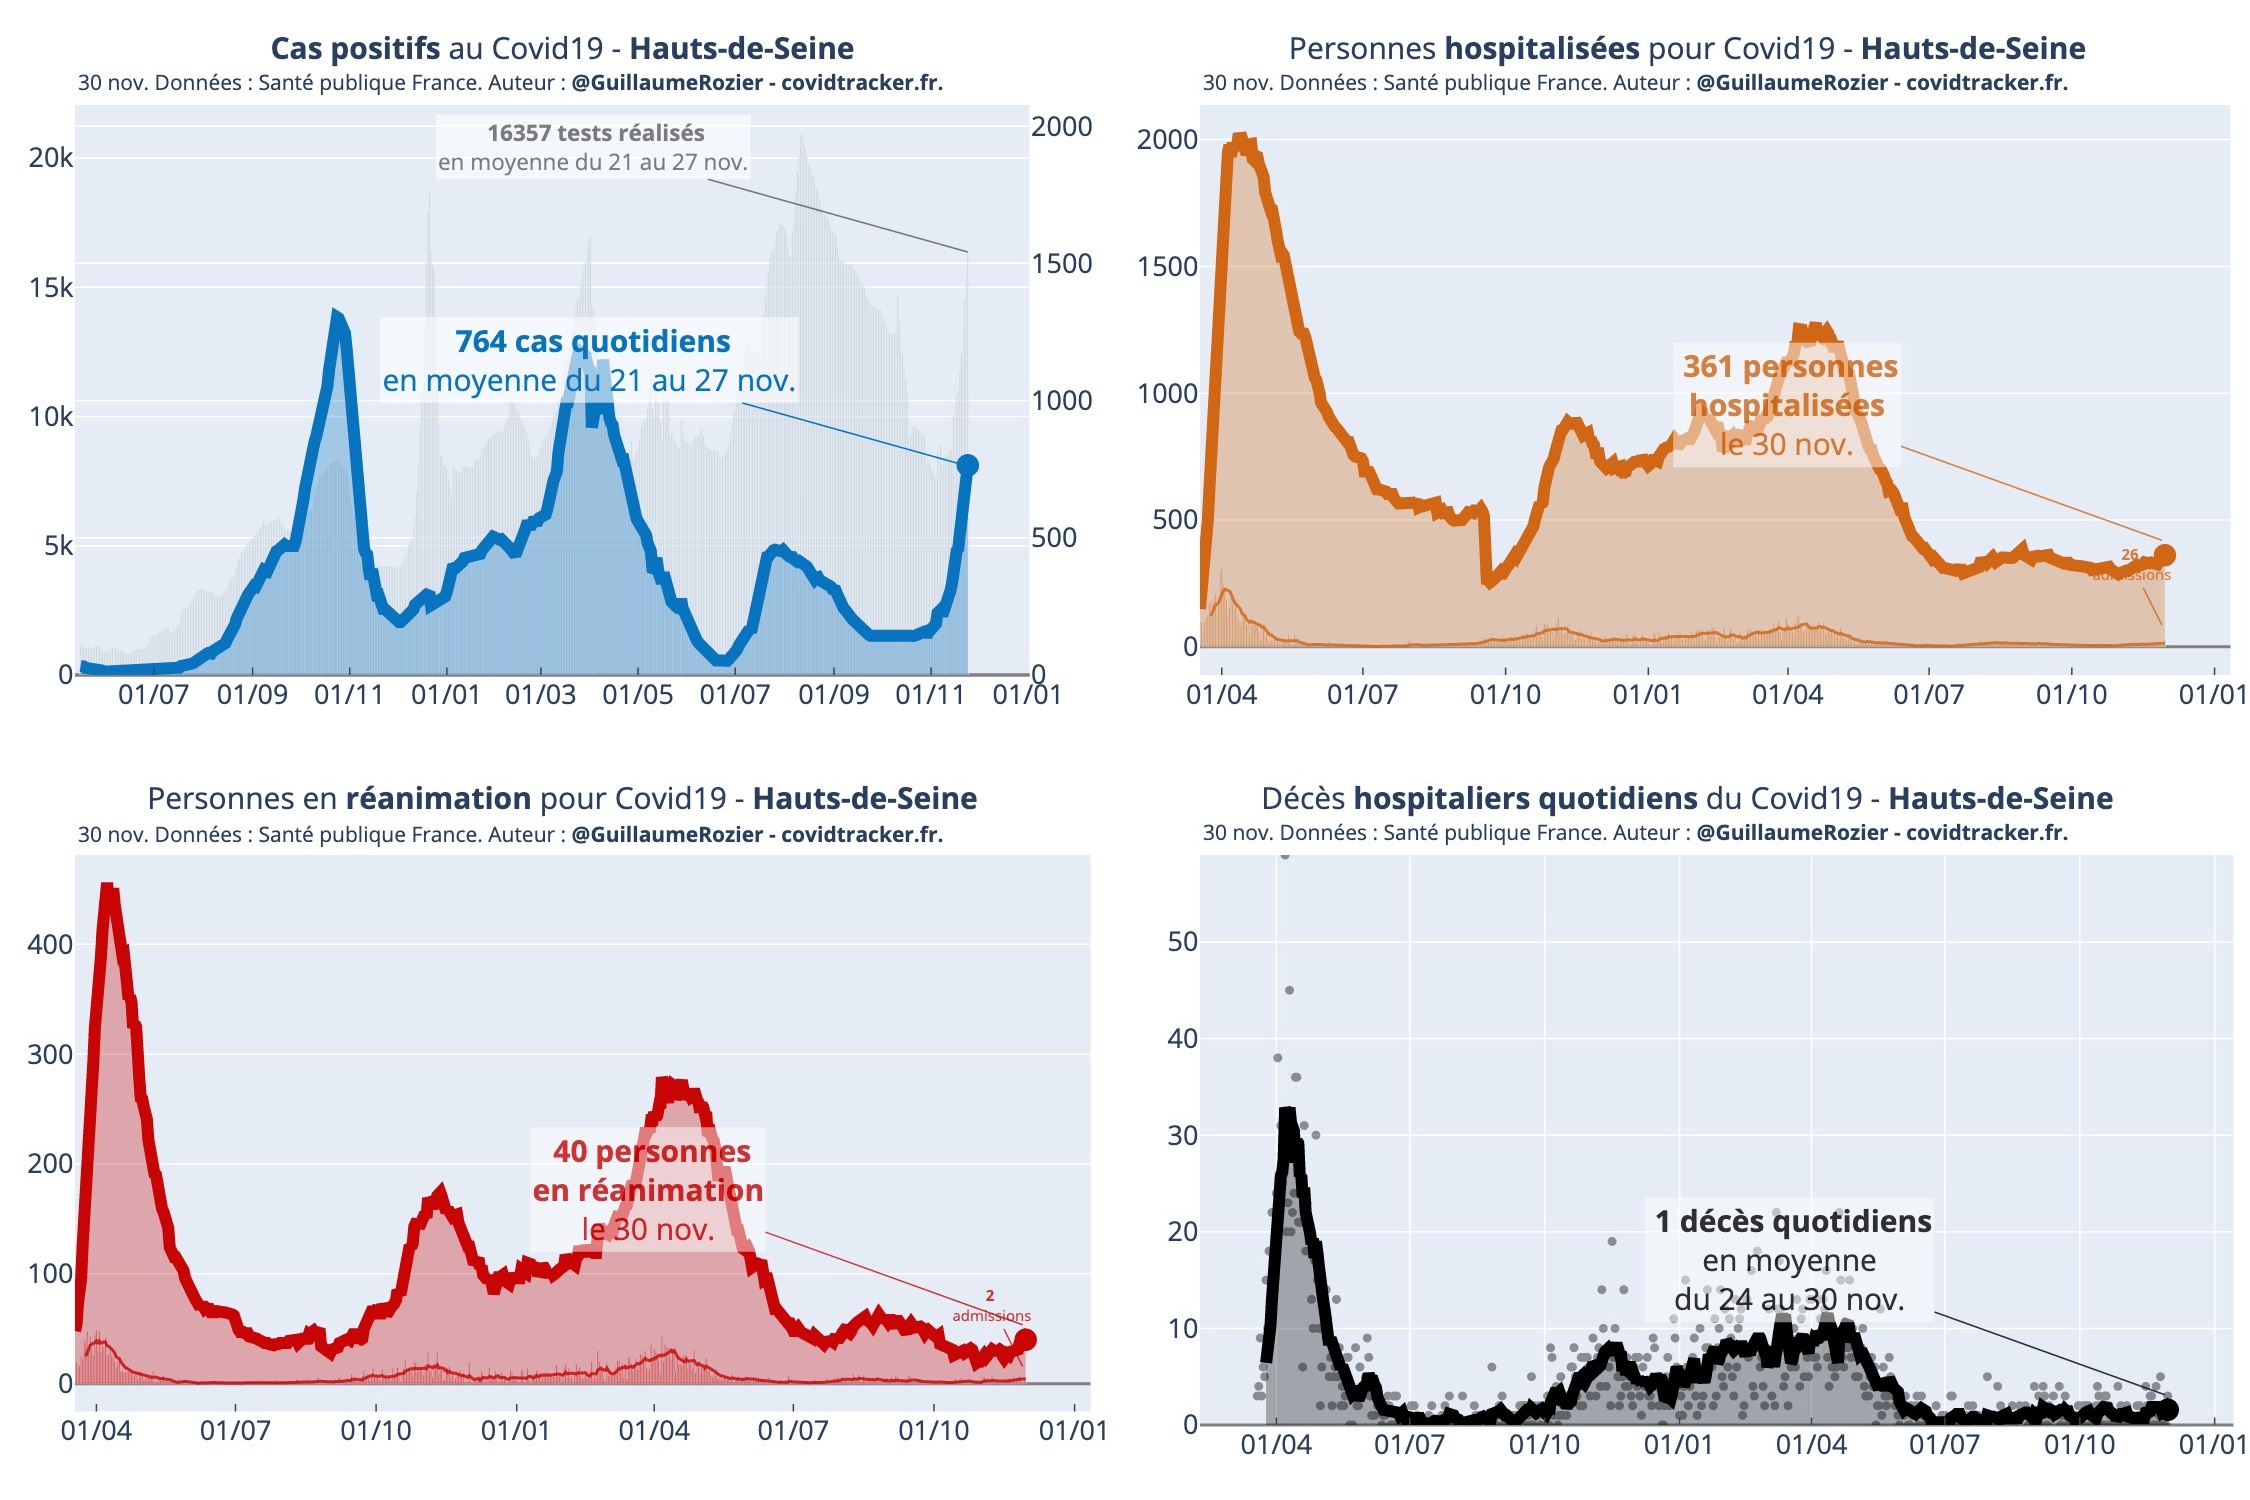 Cas positifs au Covid19 - Hauts-de-Seine
30 nov. Données : Santé publique France. Auteur : @GuillaumeRozier - covidtracker.fr.
16357 tests réalisés
en moyenne du 21 au 27 nov.
764 cas quotidiens
en moyenne du 21 au 27 nov.
20k
15k
10k
5k
0
2000
1500
1000
500
0
01/07 01/09 01/11 01/01 01/03 01/05 01/07 01/09 01/11 01/01
Personnes hospitalisées pour Covid19 - Hauts-de-Seine
30 nov. Données : Santé publique France. Auteur : @GuillaumeRozier - covidtracker.fr.
2000
1500
1000
500
0
361 personnes
hospitalisées
le 30 nov.
26
admissions
01/04 01/07 01/10 01/01 01/04 01/07 01/10 01/01
Personnes en réanimation pour Covid19 - Hauts-de-Seine
30 nov. Données : Santé publique France. Auteur : @GuillaumeRozier - covidtracker.fr.
400
300
200
100
0
40 personnes
en réanimation
le 30 nov.
2
admissions
01/04 01/07 01/10 01/01 01/04 01/07 01/10 01/01
Décès hospitaliers quotidiens du Covid19 - Hauts-de-Seine
30 nov. Données : Santé publique France. Auteur : @GuillaumeRozier - covidtracker.fr.
50
40
30
20
10
0
1 décès quotidiens
en moyenne
du 24 au 30 nov.
01/04 01/07 01/10 01/01 01/04 01/07 01/10 01/01